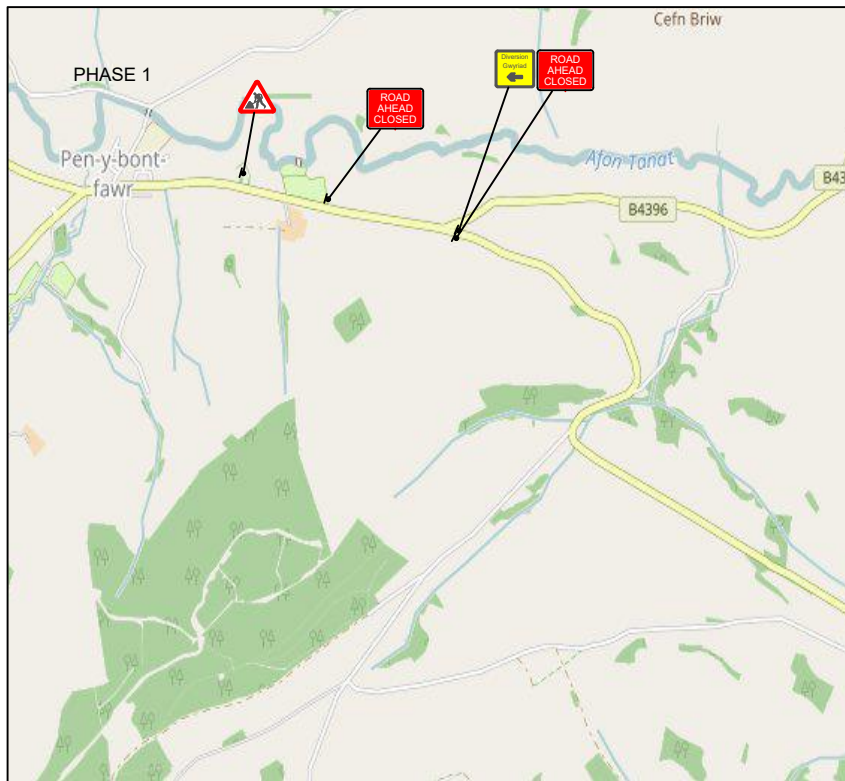 Cefn Briw
PHASE 1
Diversion
Gwyriad
ROAD
AHEAD
CLOSED
ROAD
AHEAD
CLOSED
Pen-y-bont-
fawr
Afon Tanat
B43
B4396